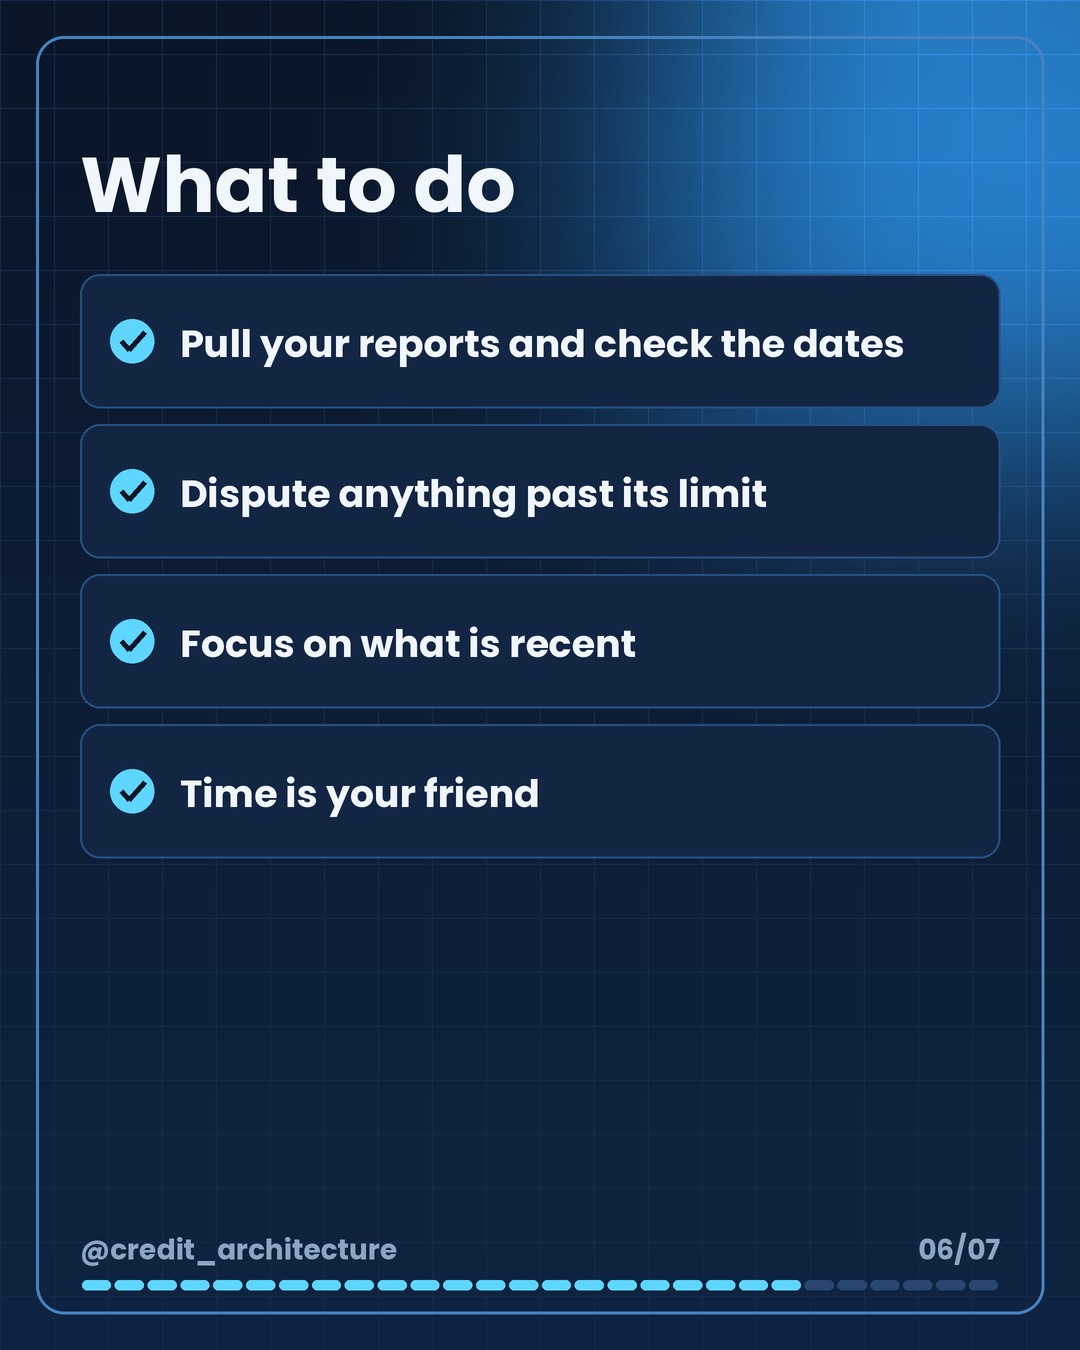 What to do
Pull your reports and check the dates
Dispute anything past its limit
Focus on what is recent
Time is your friend
@credit_architecture
06/07